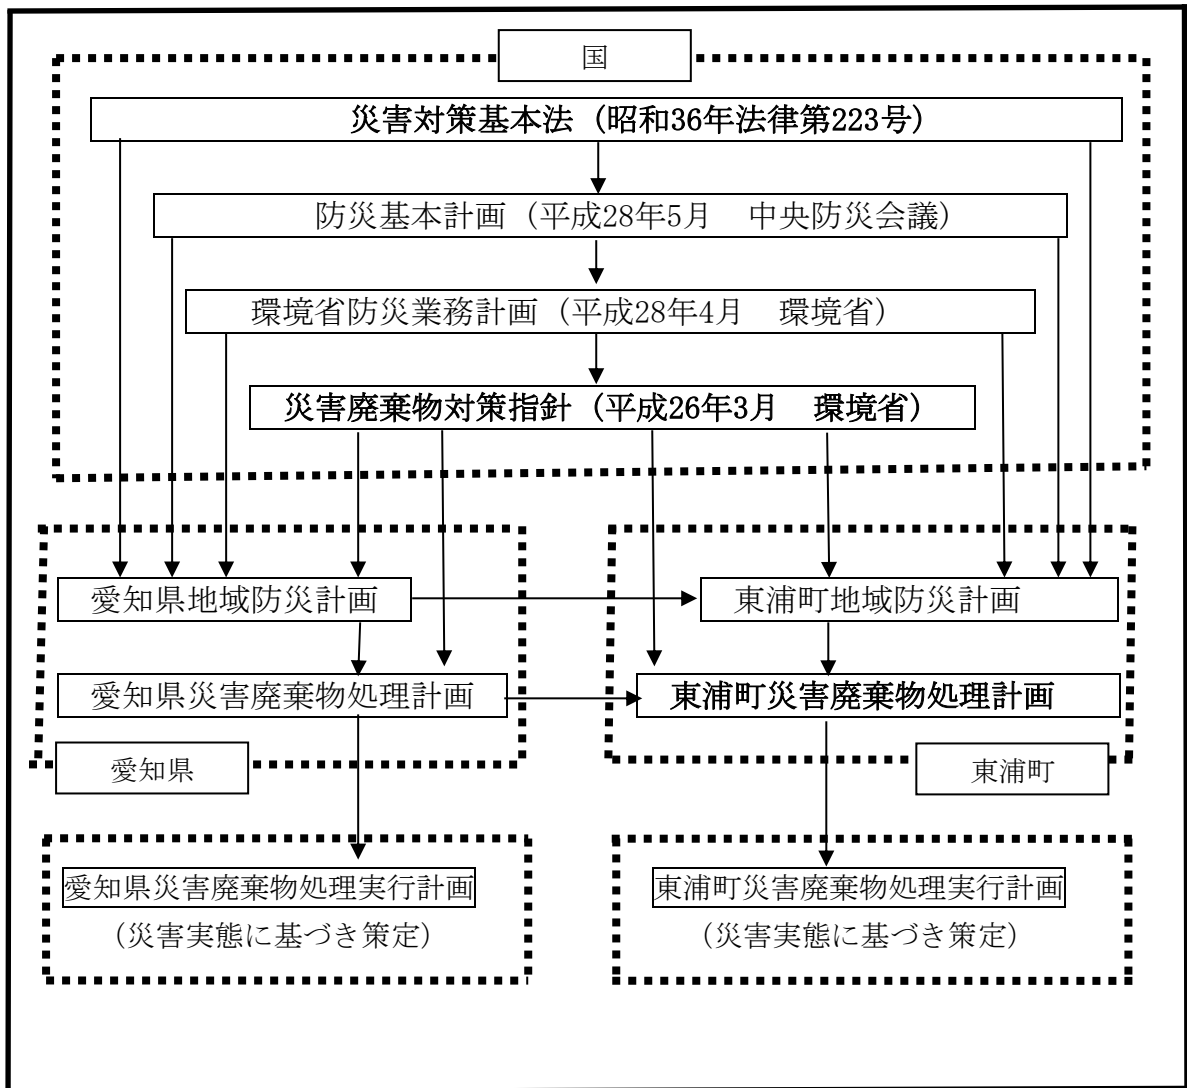 国
災害対策基本法（昭和36年法律第223号）
防災基本計画（平成28年5月　中央防災会議）
環境省防災業務計画（平成28年4月　環境省）
災害廃棄物対策指針（平成26年3月　環境省）
愛知県地域防災計画
東浦町地域防災計画
愛知県災害廃棄物処理計画
東浦町災害廃棄物処理計画
愛知県
東浦町
愛知県災害廃棄物処理実行計画
（災害実態に基づき策定）
東浦町災害廃棄物処理実行計画
（災害実態に基づき策定）